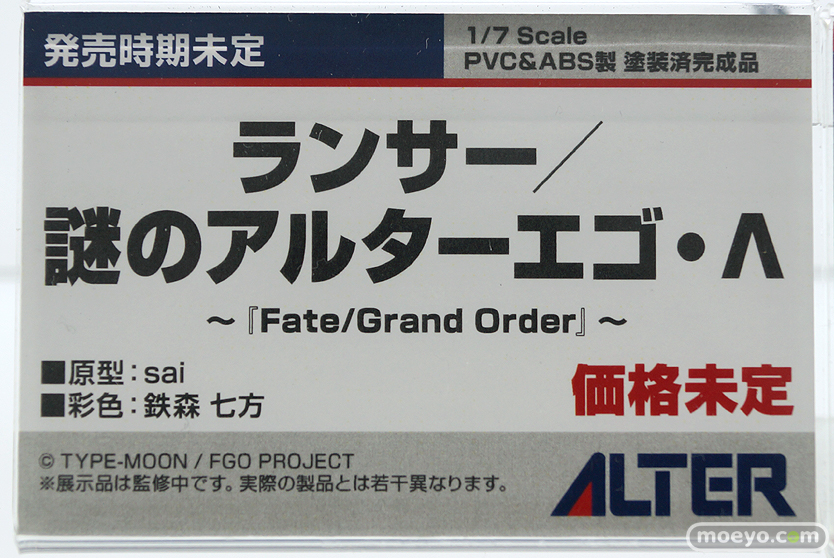 発売時期未定
1/7 Scale
PVC&ABS製 塗装済完成品
ランサー／
謎のアルターエゴ・Λ
～『Fate/Grand Order』～
■原型：sai
■彩色：鉄森 七方
価格未定
© TYPE-MOON / FGO PROJECT
※展示品は監修中です。実際の製品とは若干異なります。
ALTER
moeyo.com